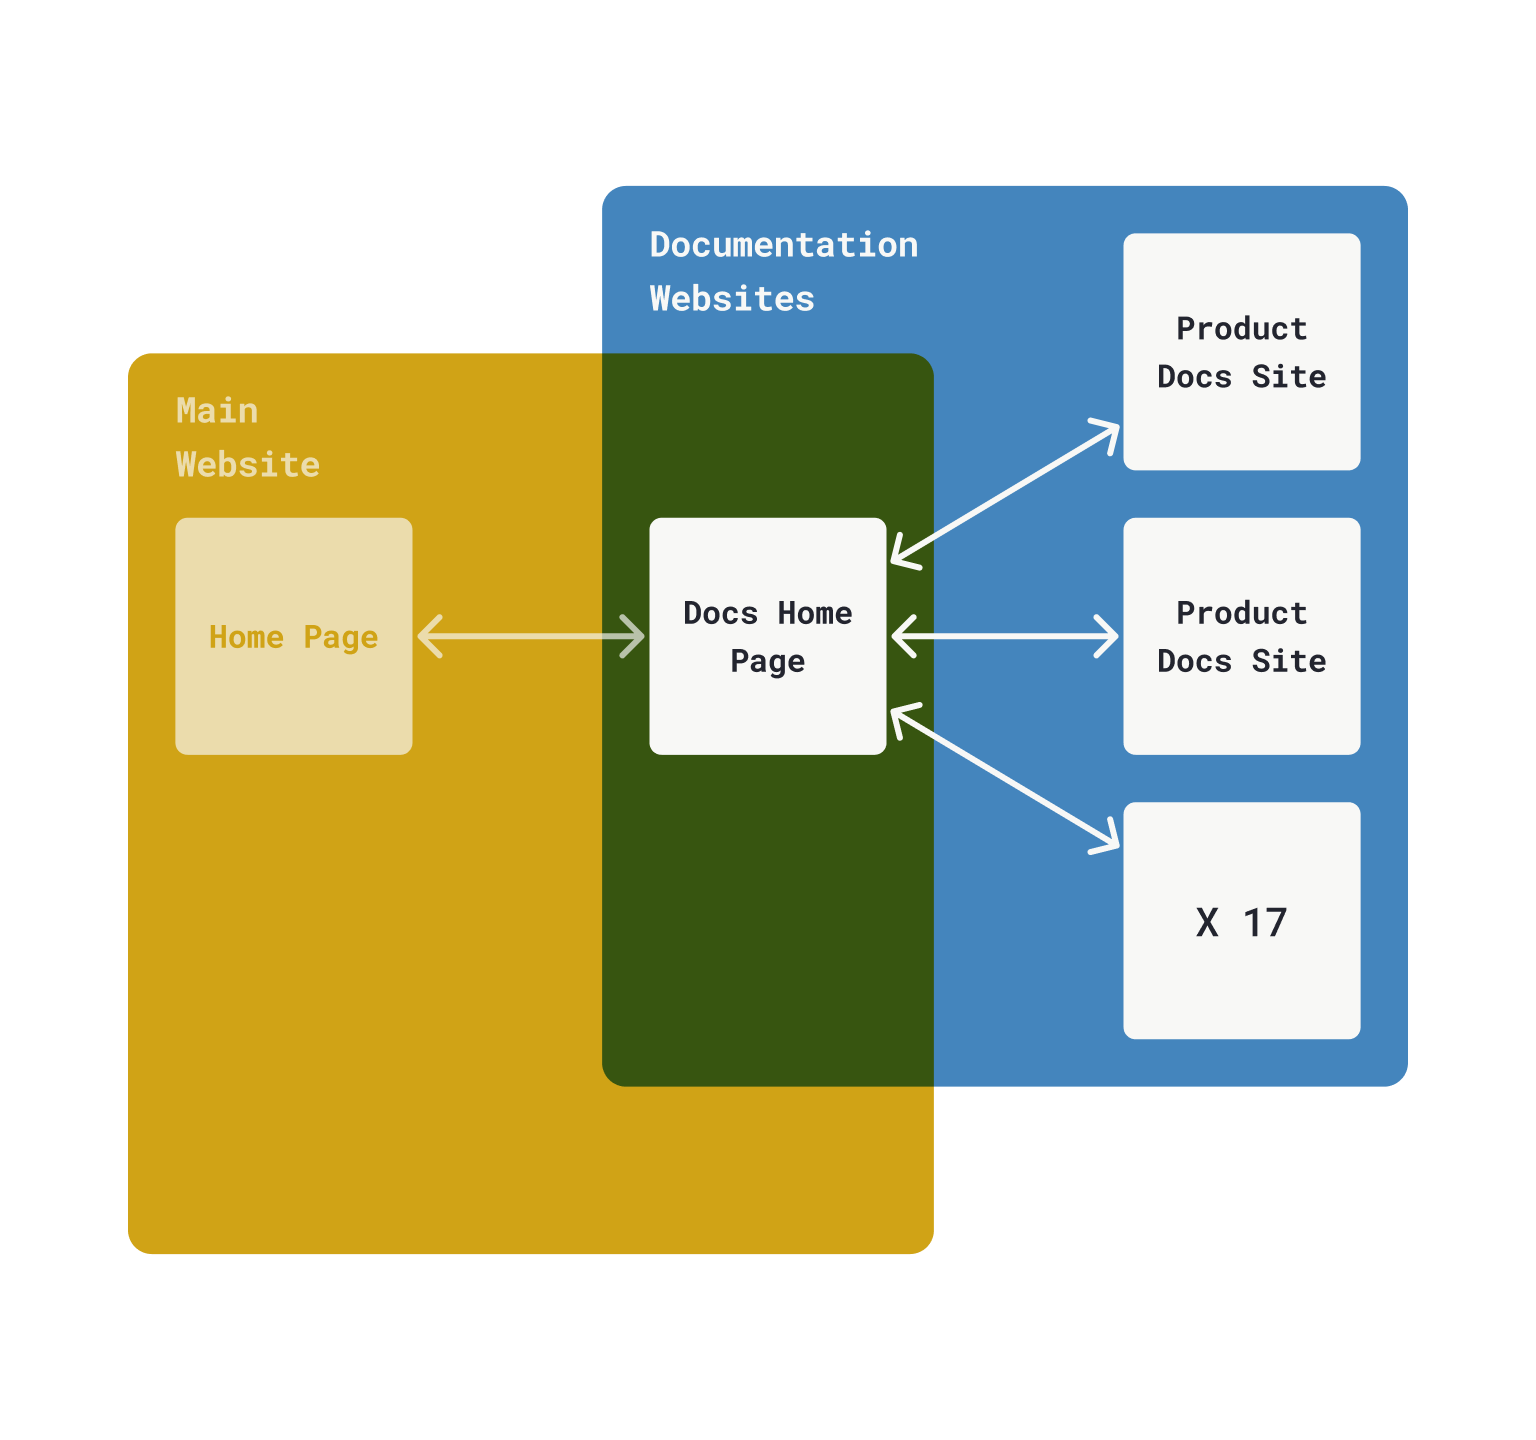 Documentation
Websites
Main
Website
Home Page
Docs Home
Page
Product
Docs Site
Product
Docs Site
X 17